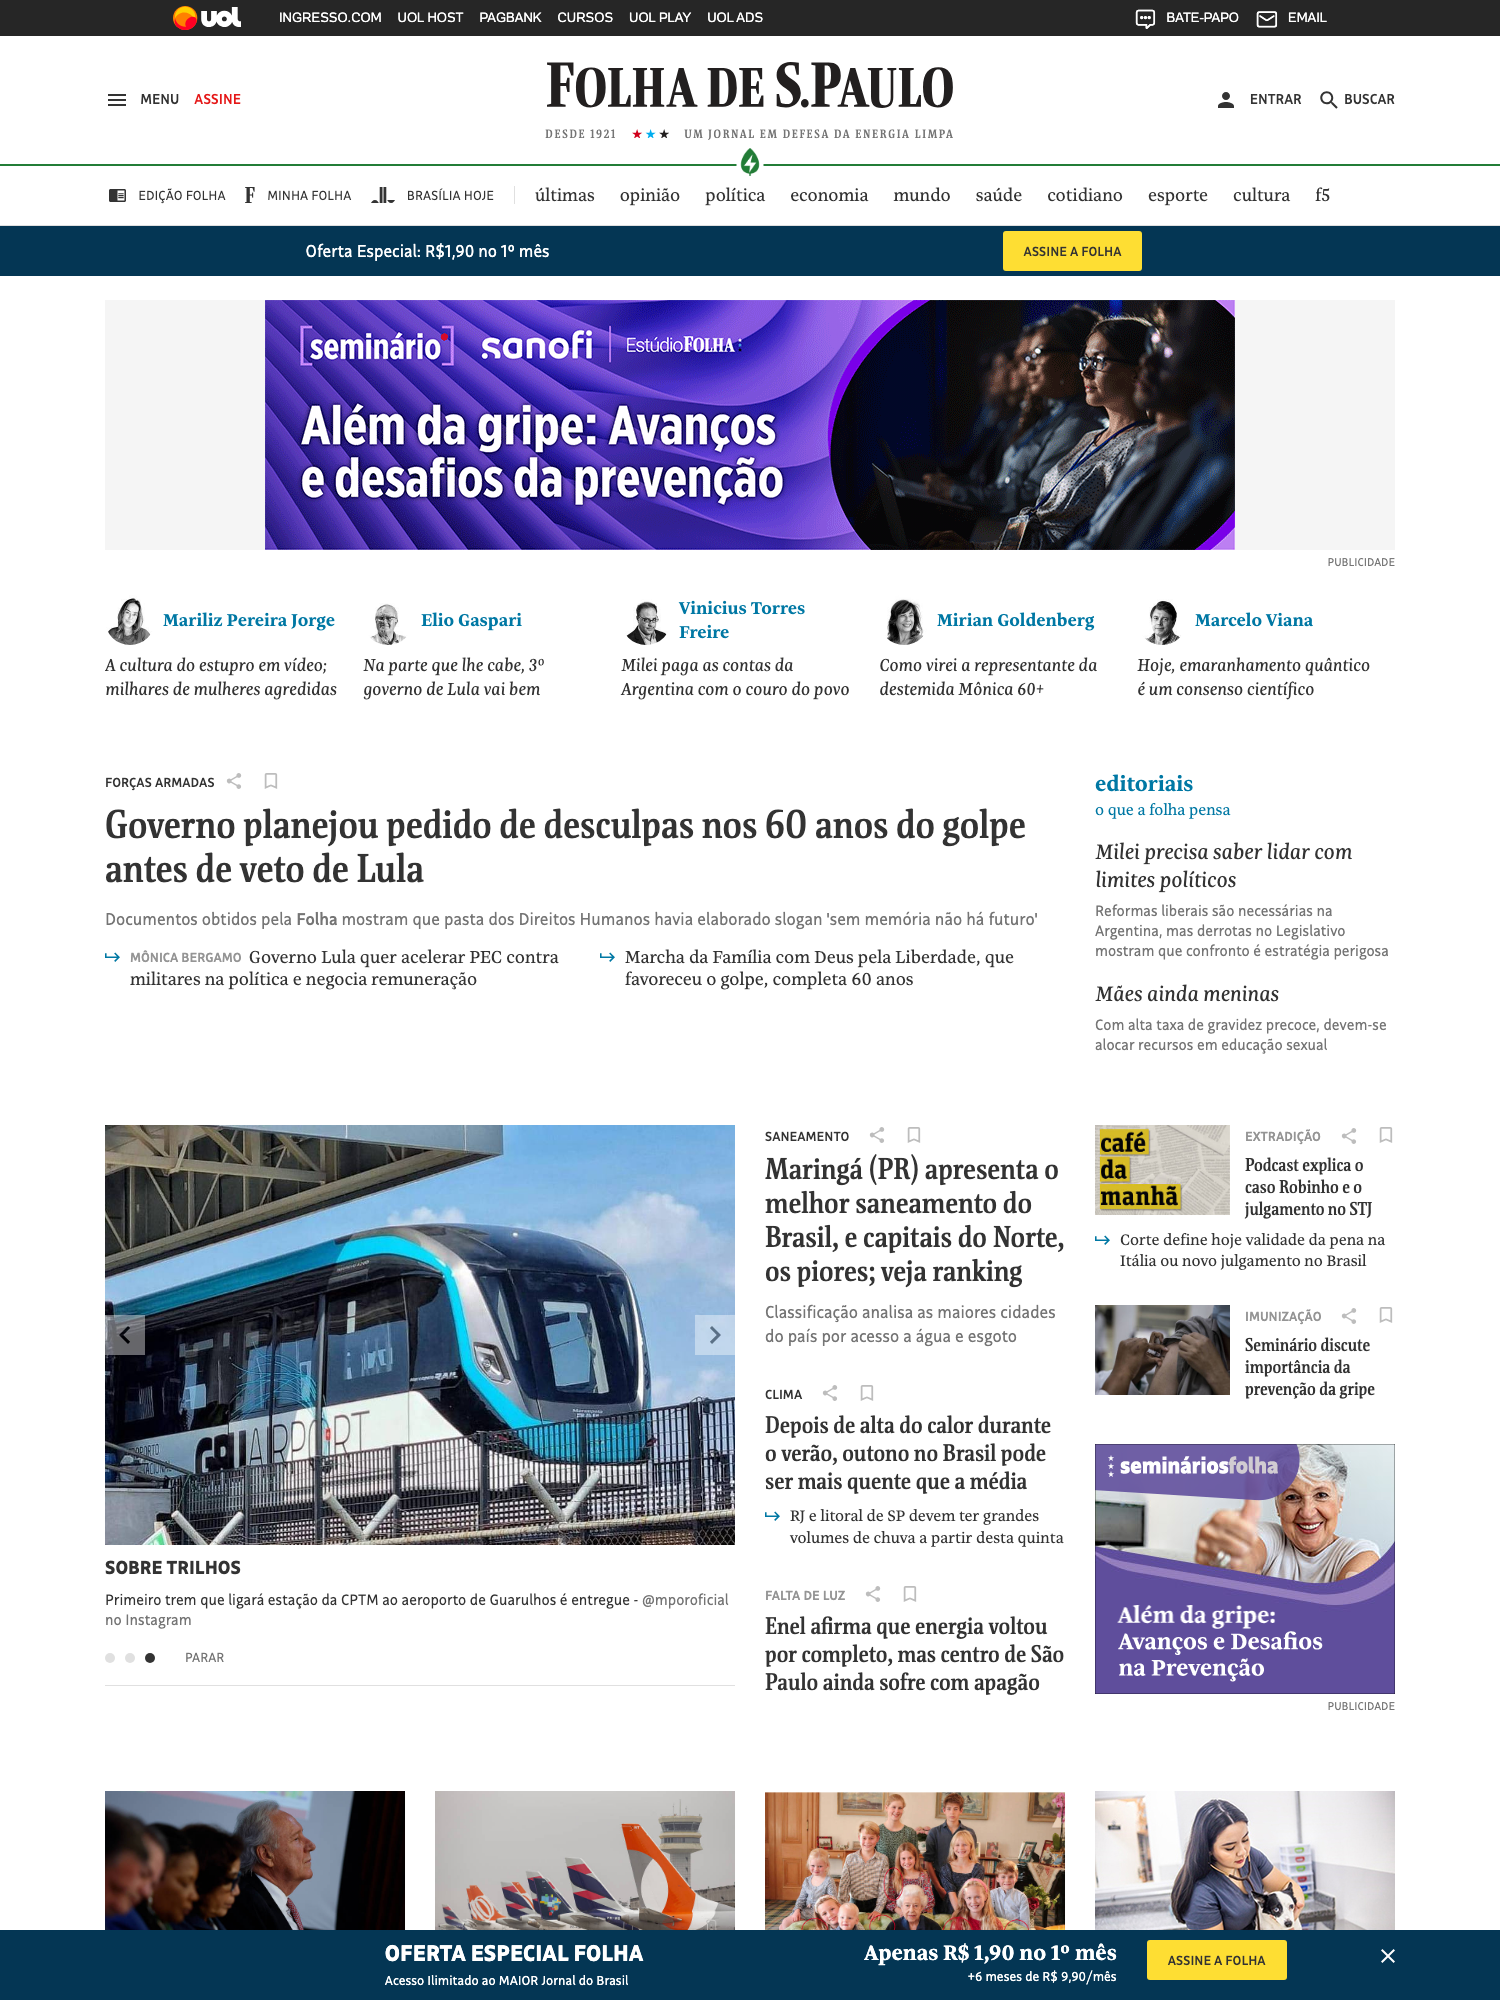 uol INGRESSO.COM UOL HOST PAGBANK CURSOS UOL PLAY UOL ADS BATE-PAPO EMAIL
MENU ASSINE
FOLHA DE S.PAULO
ENTRAR BUSCAR
DESDE 1921 ★★★ UM JORNAL EM DEFESA DA ENERGIA LIMPA
EDIÇÃO FOLHA F MINHA FOLHA BRASÍLIA HOJE últimas opinião política economia mundo saúde cotidiano esporte cultura f5
Oferta Especial: R$1,90 no 1º mês ASSINE A FOLHA
[seminário] sanofi EstúdioFOLHA
Além da gripe: Avanços
e desafios da prevenção
PUBLICIDADE
Mariliz Pereira Jorge
A cultura do estupro em vídeo;
milhares de mulheres agredidas
Elio Gaspari
Na parte que lhe cabe, 3º
governo de Lula vai bem
Vinicius Torres
Freire
Milei paga as contas da
Argentina com o couro do povo
Mirian Goldenberg
Como virei a representante da
destemida Mônica 60+
Marcelo Viana
Hoje, emaranhamento quântico
é um consenso científico
FORÇAS ARMADAS
Governo planejou pedido de desculpas nos 60 anos do golpe
antes de veto de Lula
Documentos obtidos pela Folha mostram que pasta dos Direitos Humanos havia elaborado slogan 'sem memória não há futuro'
MÔNICA BERGAMO Governo Lula quer acelerar PEC contra
militares na política e negocia remuneração
Marcha da Família com Deus pela Liberdade, que
favoreceu o golpe, completa 60 anos
editoriais
o que a folha pensa
Milei precisa saber lidar com
limites políticos
Reformas liberais são necessárias na
Argentina, mas derrotas no Legislativo
mostram que confronto é estratégia perigosa
Mães ainda meninas
Com alta taxa de gravidez precoce, devem-se
alocar recursos em educação sexual
GRU AIRPORT
SOBRE TRILHOS
Primeiro trem que ligará estação da CPTM ao aeroporto de Guarulhos é entregue - @mporoficial
no Instagram
PARAR
SANEAMENTO
Maringá (PR) apresenta o
melhor saneamento do
Brasil, e capitais do Norte,
os piores; veja ranking
Classificação analisa as maiores cidades
do país por acesso a água e esgoto
CLIMA
Depois de alta do calor durante
o verão, outono no Brasil pode
ser mais quente que a média
RJ e litoral de SP devem ter grandes
volumes de chuva a partir desta quinta
FALTA DE LUZ
Enel afirma que energia voltou
por completo, mas centro de São
Paulo ainda sofre com apagão
café
da
manhã
EXTRADIÇÃO
Podcast explica o
caso Robinho e o
julgamento no STJ
Corte define hoje validade da pena na
Itália ou novo julgamento no Brasil
IMUNIZAÇÃO
Seminário discute
importância da
prevenção da gripe
semináriosfolha
Além da gripe:
Avanços e Desafios
na Prevenção
PUBLICIDADE
OFERTA ESPECIAL FOLHA
Acesso Ilimitado ao MAIOR Jornal do Brasil
Apenas R$ 1,90 no 1º mês
+6 meses de R$ 9,90/mês
ASSINE A FOLHA